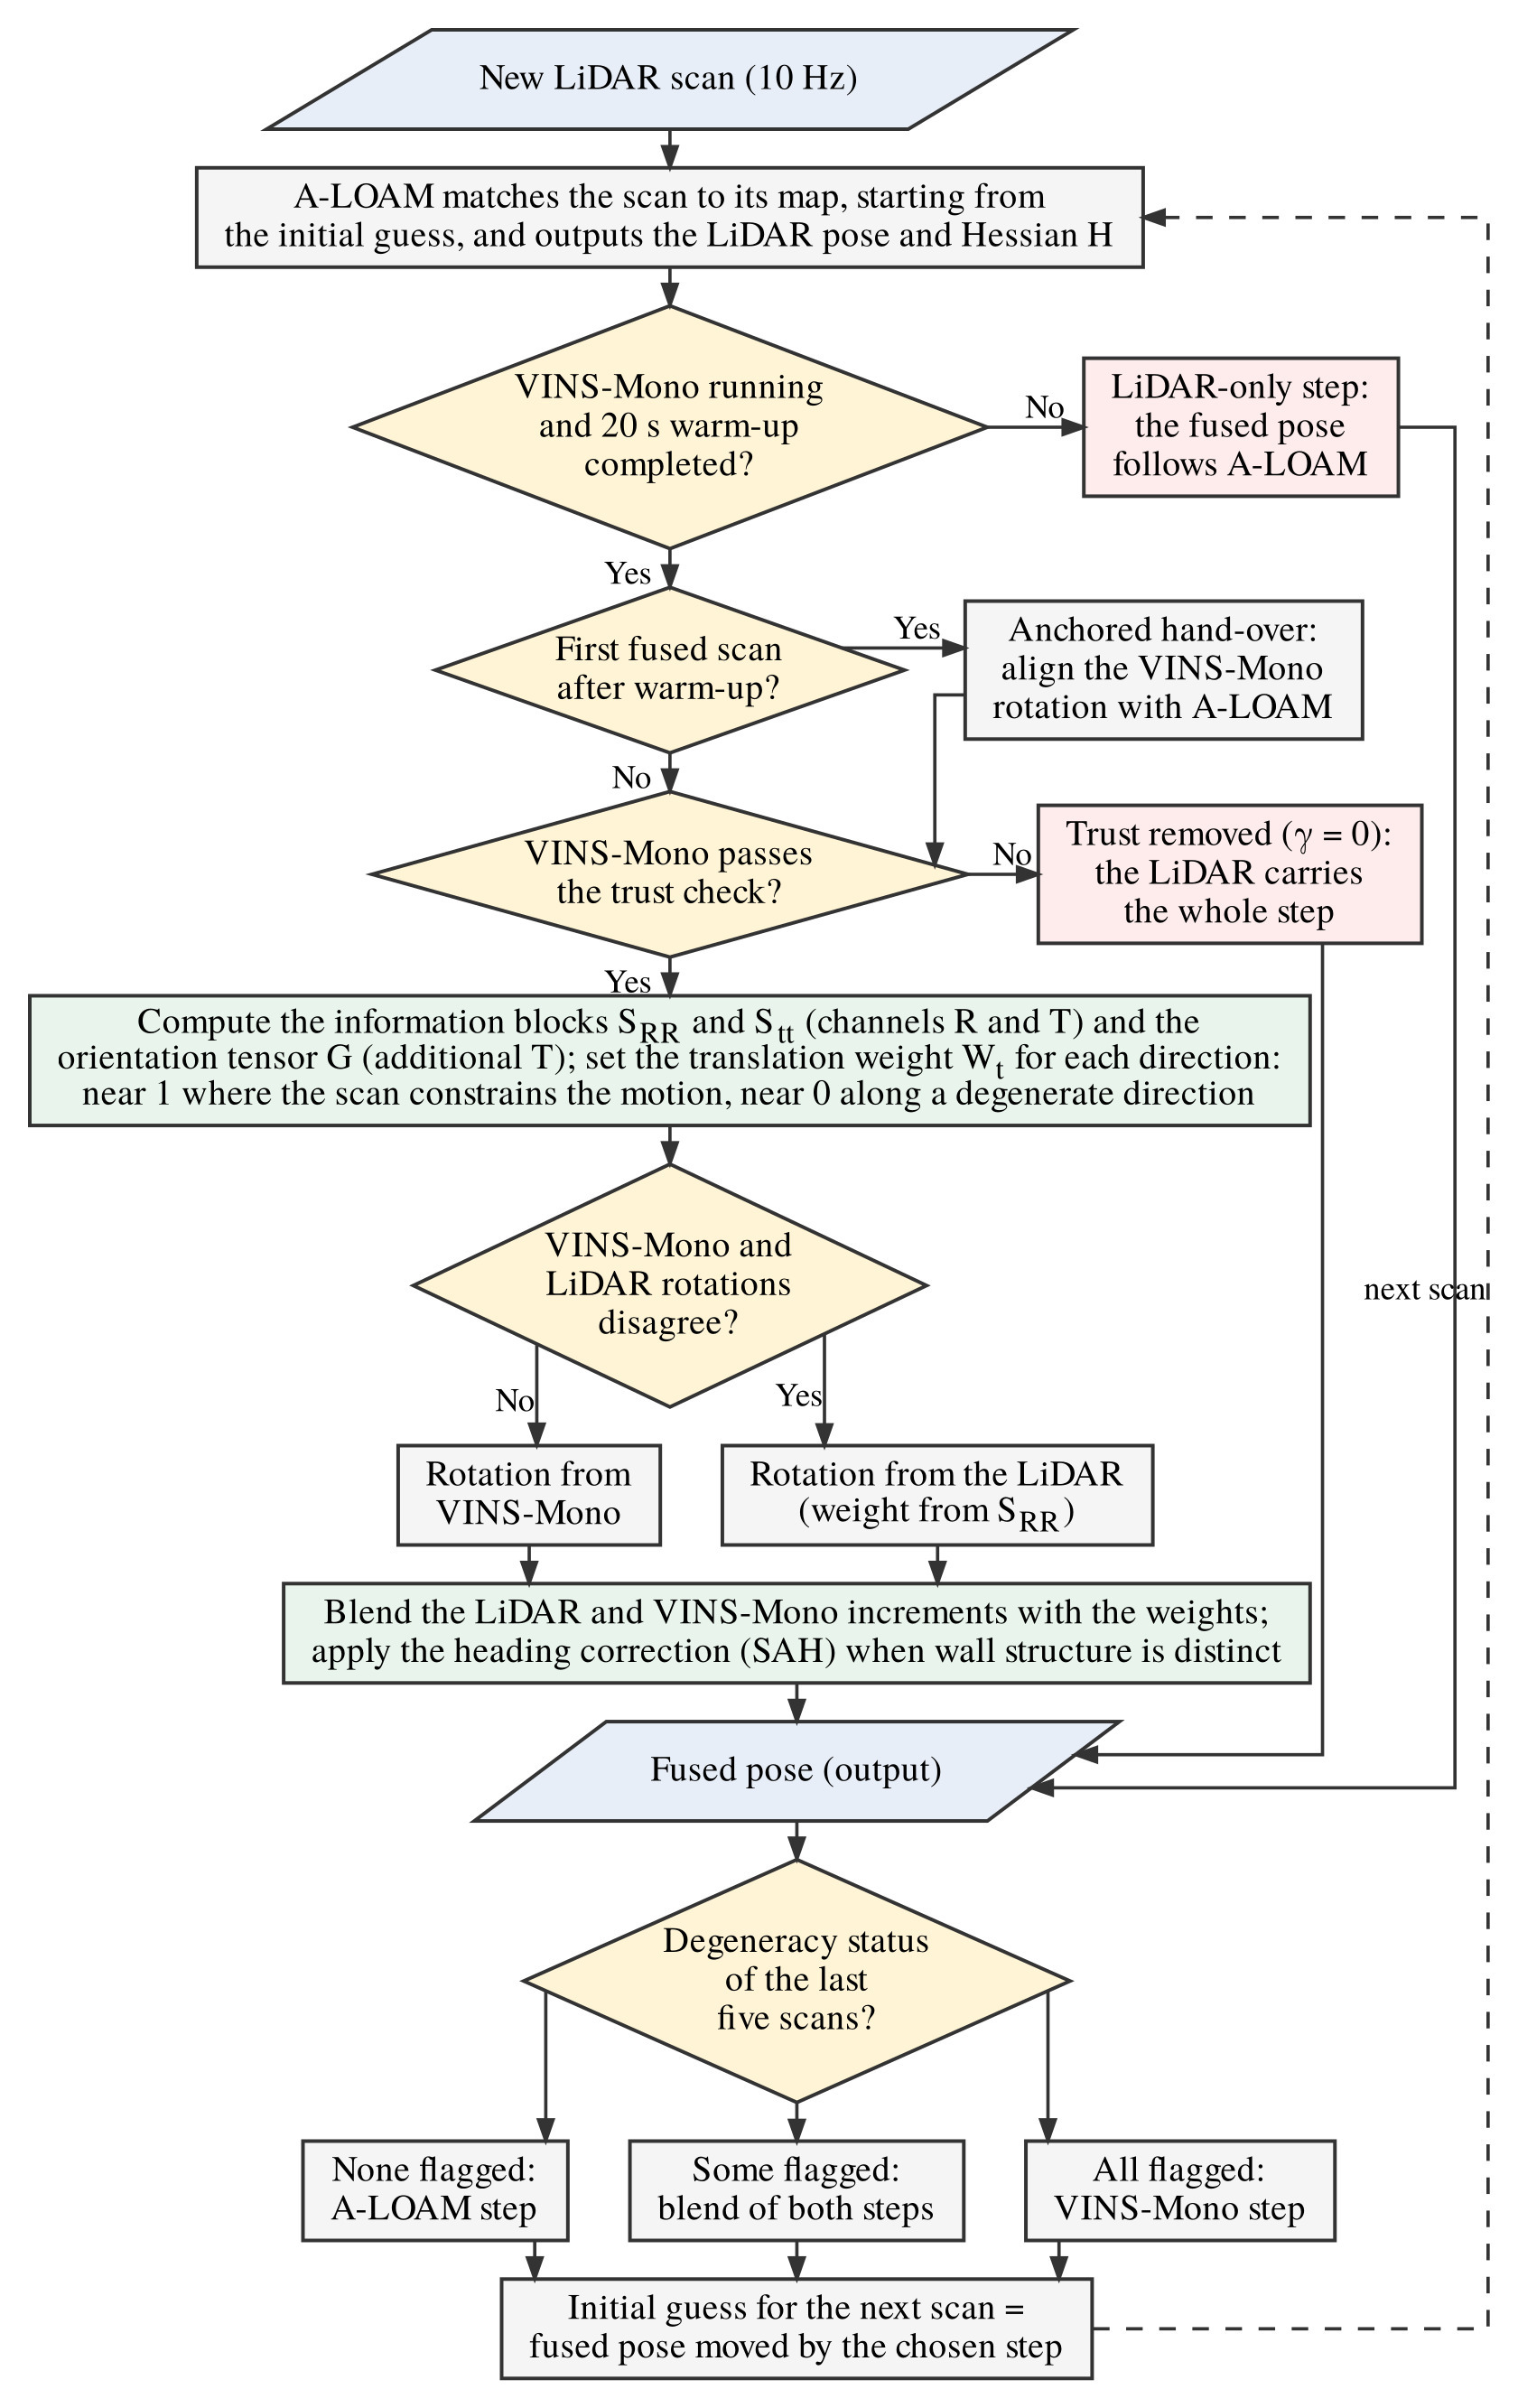 New LiDAR scan (10 Hz)
A-LOAM matches the scan to its map, starting from
the initial guess, and outputs the LiDAR pose and Hessian H
VINS-Mono running
and 20 s warm-up
completed?
No
LiDAR-only step:
the fused pose
follows A-LOAM
Yes
First fused scan
after warm-up?
Yes
Anchored hand-over:
align the VINS-Mono
rotation with A-LOAM
No
VINS-Mono passes
the trust check?
No
Trust removed (γ = 0):
the LiDAR carries
the whole step
Yes
Compute the information blocks S_RR and S_tt (channels R and T) and the
orientation tensor G (additional T); set the translation weight W_t for each direction:
near 1 where the scan constrains the motion, near 0 along a degenerate direction
VINS-Mono and
LiDAR rotations
disagree?
next scan
No
Yes
Rotation from
VINS-Mono
Rotation from the LiDAR
(weight from S_RR)
Blend the LiDAR and VINS-Mono increments with the weights;
apply the heading correction (SAH) when wall structure is distinct
Fused pose (output)
Degeneracy status
of the last
five scans?
None flagged:
A-LOAM step
Some flagged:
blend of both steps
All flagged:
VINS-Mono step
Initial guess for the next scan =
fused pose moved by the chosen step